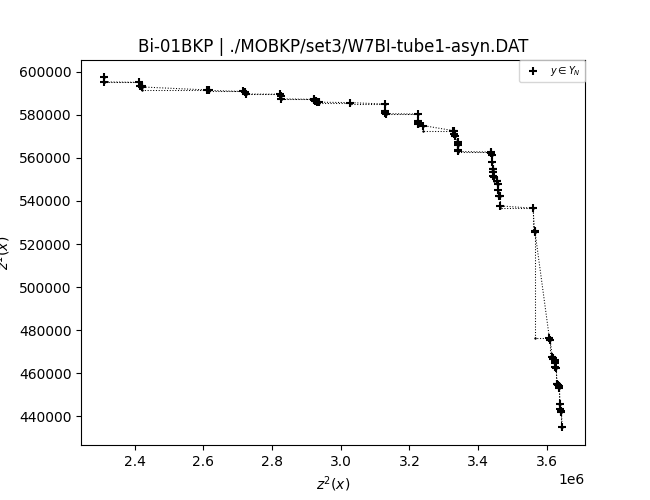 Bi-01BKP | ./MOBKP/set3/W7BI-tube1-asyn.DAT
y ∈ Y_N
600000
580000
560000
540000
520000
500000
480000
460000
440000
2.4 2.6 2.8 3.0 3.2 3.4 3.6
1e6
z²(x)